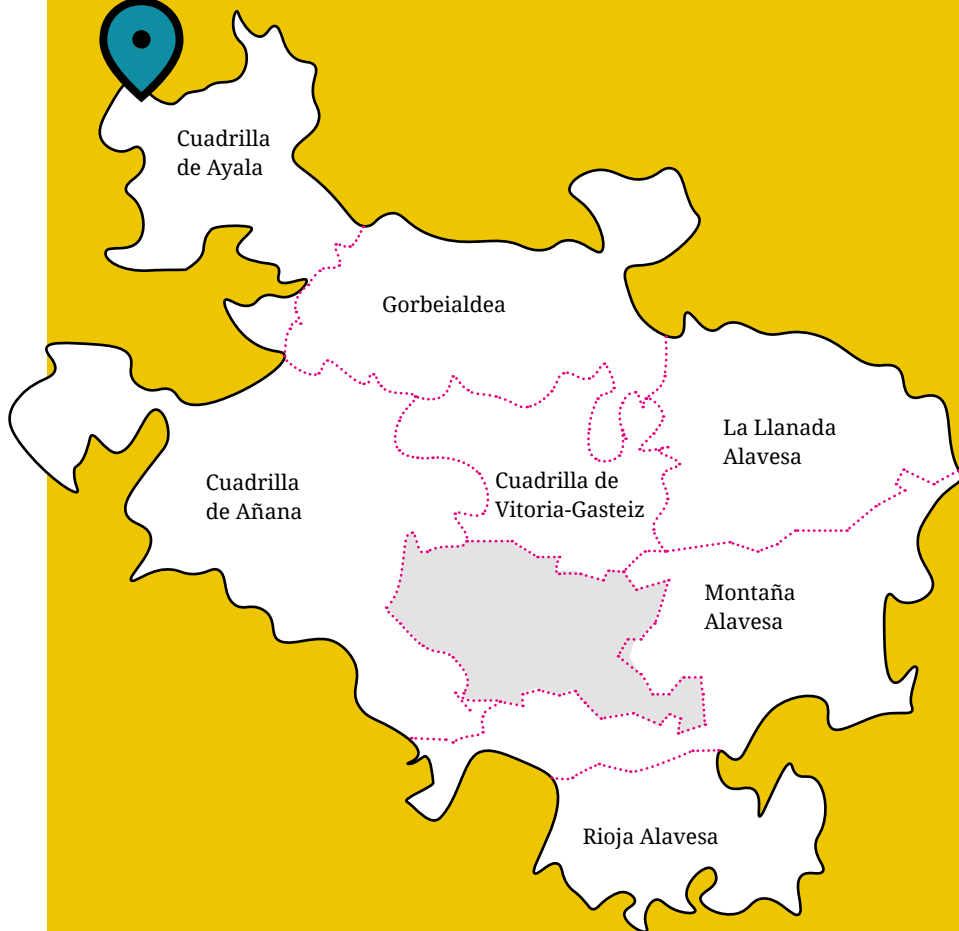 Cuadrilla
de Ayala
Gorbeialdea
La Llanada
Alavesa
Cuadrilla
de Añana
Cuadrilla de
Vitoria-Gasteiz
Montaña
Alavesa
Rioja Alavesa